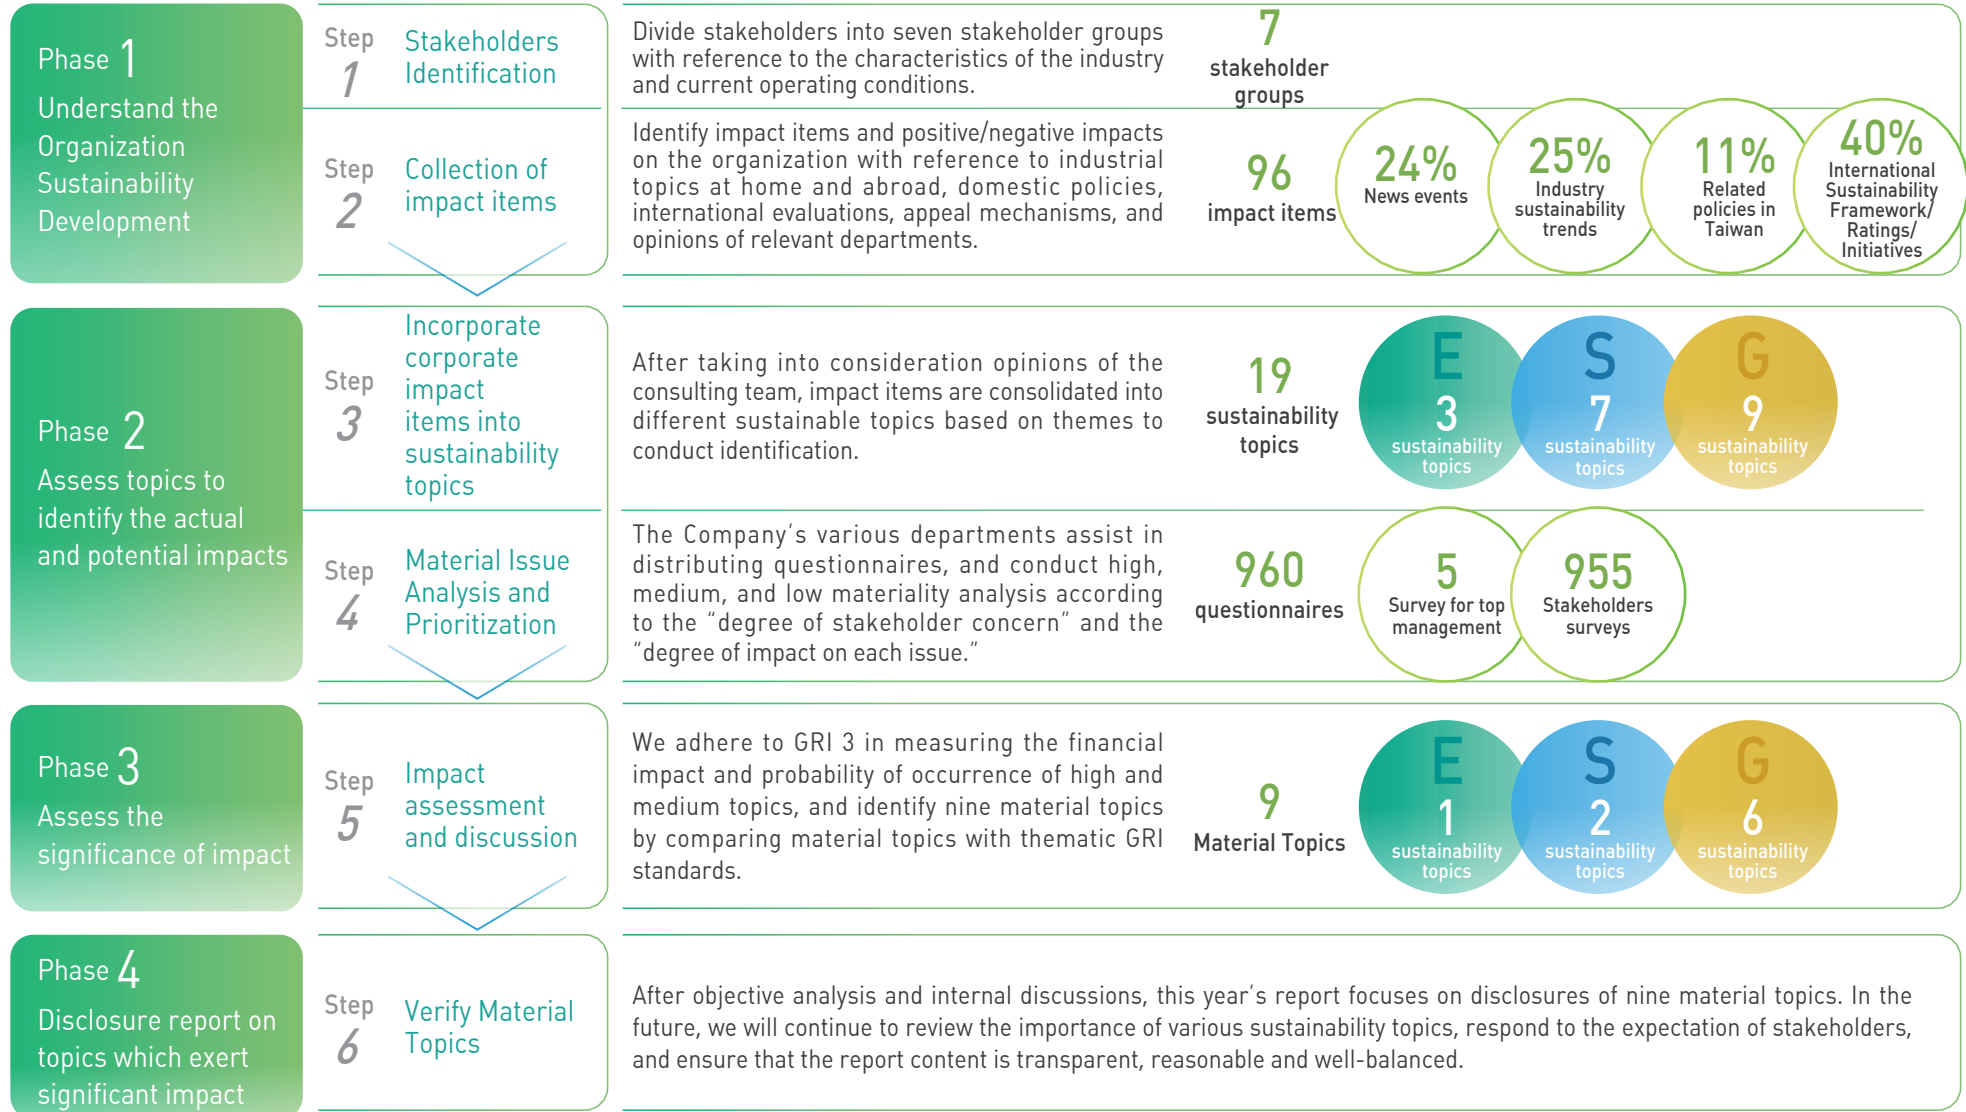 Phase 1
Understand the
Organization
Sustainability
Development
Step
1
Stakeholders
Identification
Divide stakeholders into seven stakeholder groups
with reference to the characteristics of the industry
and current operating conditions.
7
stakeholder
groups
Step
2
Collection of
impact items
Identify impact items and positive/negative impacts
on the organization with reference to industrial
topics at home and abroad, domestic policies,
international evaluations, appeal mechanisms, and
opinions of relevant departments.
96
impact items
24%
News events
25%
Industry
sustainability
trends
11%
Related
policies in
Taiwan
40%
International
Sustainability
Framework/
Ratings/
Initiatives
Phase 2
Assess topics to
identify the actual
and potential impacts
Step
3
Incorporate
corporate
impact
items into
sustainability
topics
After taking into consideration opinions of the
consulting team, impact items are consolidated into
different sustainable topics based on themes to
conduct identification.
19
sustainability
topics
E
3
sustainability
topics
S
7
sustainability
topics
G
9
sustainability
topics
Step
4
Material Issue
Analysis and
Prioritization
The Company's various departments assist in
distributing questionnaires, and conduct high,
medium, and low materiality analysis according
to the “degree of stakeholder concern” and the
“degree of impact on each issue.”
960
questionnaires
5
Survey for top
management
955
Stakeholders
surveys
Phase 3
Assess the
significance of impact
Step
5
Impact
assessment
and discussion
We adhere to GRI 3 in measuring the financial
impact and probability of occurrence of high and
medium topics, and identify nine material topics
by comparing material topics with thematic GRI
standards.
9
Material Topics
E
1
sustainability
topics
S
2
sustainability
topics
G
6
sustainability
topics
Phase 4
Disclosure report on
topics which exert
significant impact
Step
6
Verify Material
Topics
After objective analysis and internal discussions, this year's report focuses on disclosures of nine material topics. In the
future, we will continue to review the importance of various sustainability topics, respond to the expectation of stakeholders,
and ensure that the report content is transparent, reasonable and well-balanced.